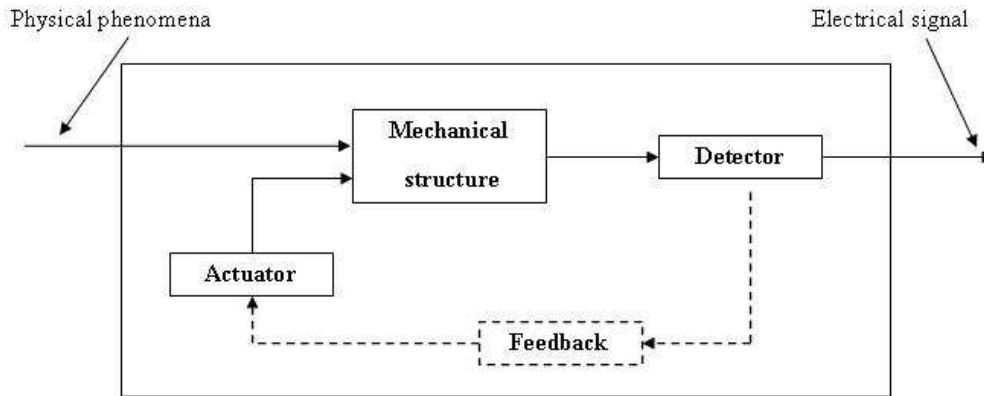 Physical phenomena
Electrical signal
Mechanical
structure
Detector
Actuator
Feedback